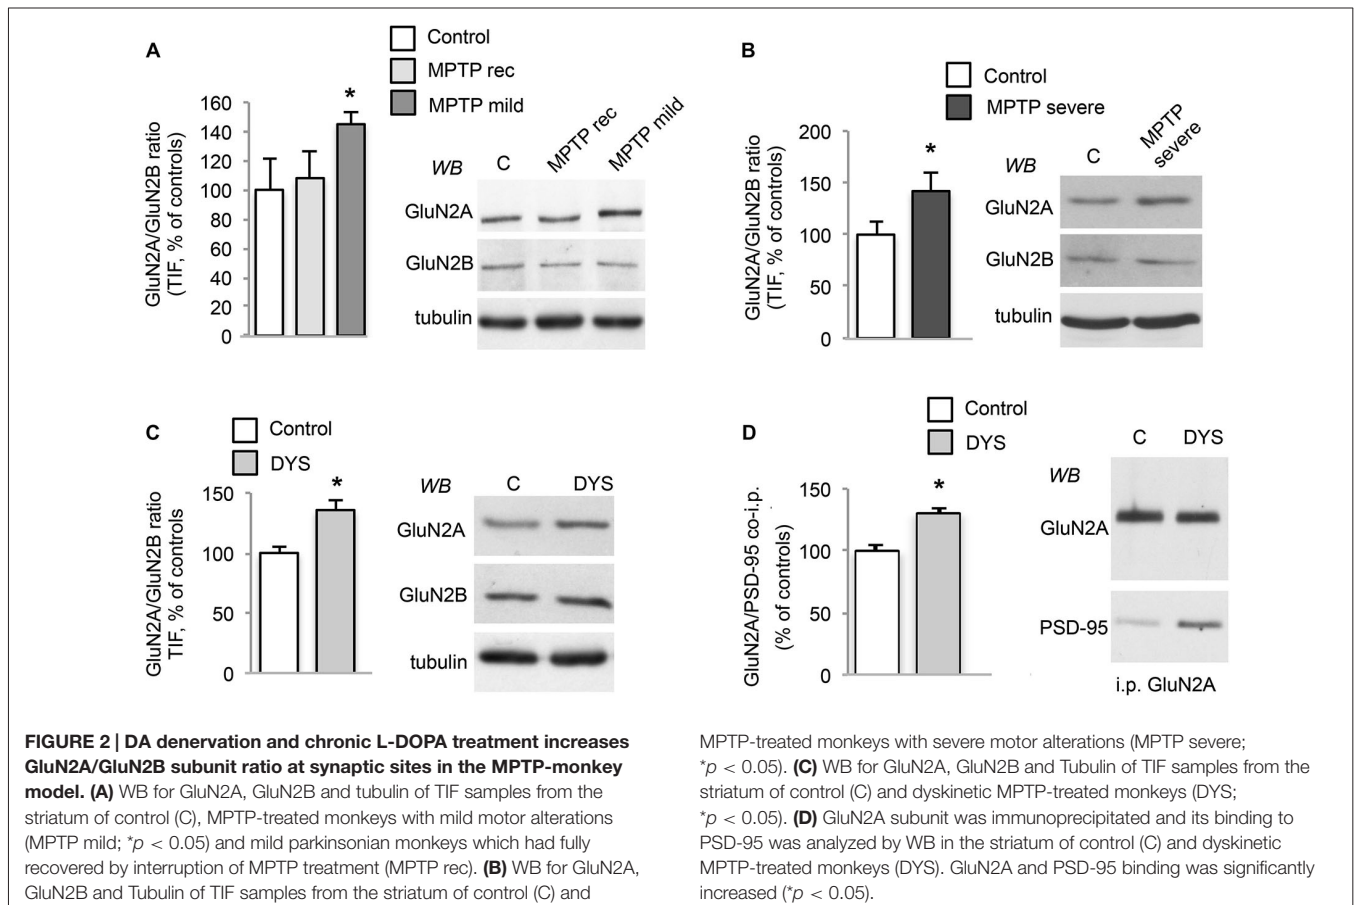 A
Control
MPTP rec
MPTP mild
GluN2A/GluN2B ratio
(TIF, % of controls)
160
140
120
100
80
60
40
20
0
*
WB
C
MPTP rec
MPTP mild
GluN2A
GluN2B
tubulin
B
Control
MPTP severe
GluN2A/GluN2B ratio
(TIF, % of controls)
200
150
100
50
0
*
WB
C
MPTP
severe
GluN2A
GluN2B
tubulin
C
Control
DYS
GluN2A/GluN2B ratio
TIF, % of controls
150
100
50
0
*
WB
C
DYS
GluN2A
GluN2B
tubulin
D
Control
DYS
GluN2A/PSD-95 co-i.p.
(% of controls)
150
100
50
0
*
C
DYS
WB
GluN2A
PSD-95
i.p. GluN2A
FIGURE 2 | DA denervation and chronic L-DOPA treatment increases
GluN2A/GluN2B subunit ratio at synaptic sites in the MPTP-monkey
model. (A) WB for GluN2A, GluN2B and tubulin of TIF samples from the
striatum of control (C), MPTP-treated monkeys with mild motor alterations
(MPTP mild; *p < 0.05) and mild parkinsonian monkeys which had fully
recovered by interruption of MPTP treatment (MPTP rec). (B) WB for GluN2A,
GluN2B and Tubulin of TIF samples from the striatum of control (C) and
MPTP-treated monkeys with severe motor alterations (MPTP severe;
*p < 0.05). (C) WB for GluN2A, GluN2B and Tubulin of TIF samples from the
striatum of control (C) and dyskinetic MPTP-treated monkeys (DYS;
*p < 0.05). (D) GluN2A subunit was immunoprecipitated and its binding to
PSD-95 was analyzed by WB in the striatum of control (C) and dyskinetic
MPTP-treated monkeys (DYS). GluN2A and PSD-95 binding was significantly
increased (*p < 0.05).